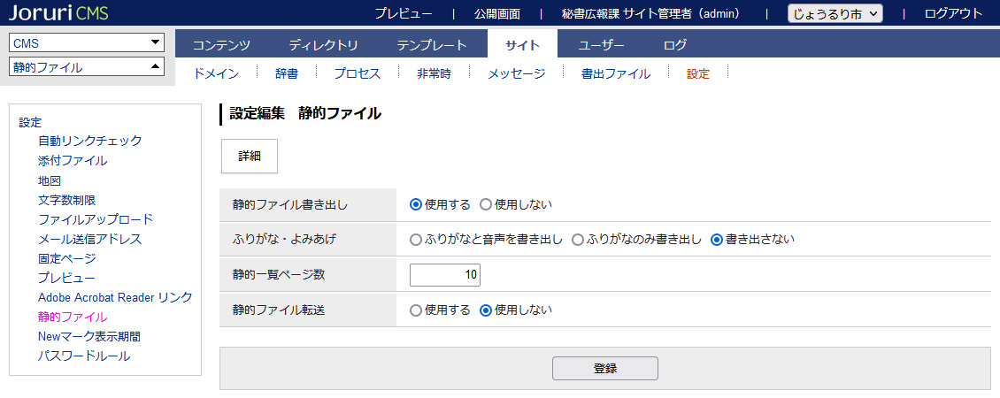 Joruri CMS
プレビュー | 公開画面 | 秘書広報課 サイト管理者（admin） | じょうるり市 | ログアウト
CMS
静的ファイル
コンテンツ ディレクトリ テンプレート サイト ユーザー ログ
ドメイン 辞書 プロセス 非常時 メッセージ 書出ファイル 設定
設定
自動リンクチェック
添付ファイル
地図
文字数制限
ファイルアップロード
メール送信アドレス
固定ページ
プレビュー
Adobe Acrobat Reader リンク
静的ファイル
Newマーク表示期間
パスワードルール
設定編集　静的ファイル
詳細
静的ファイル書き出し 使用する 使用しない
ふりがな・よみあげ ふりがなと音声を書き出し ふりがなのみ書き出し 書き出さない
静的一覧ページ数 10
静的ファイル転送 使用する 使用しない
登録